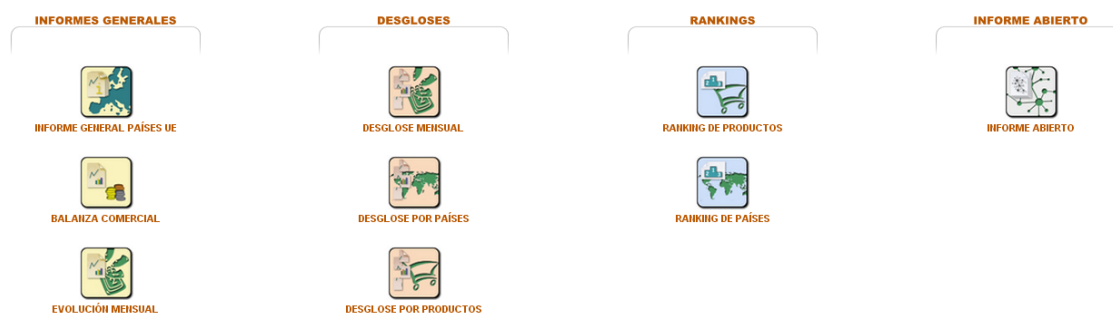 INFORMES GENERALES
DESGLOSES
RANKINGS
INFORME ABIERTO
INFORME GENERAL PAÍSES UE
DESGLOSE MENSUAL
RANKING DE PRODUCTOS
INFORME ABIERTO
BALANZA COMERCIAL
DESGLOSE POR PAÍSES
RANKING DE PAÍSES
EVOLUCIÓN MENSUAL
DESGLOSE POR PRODUCTOS